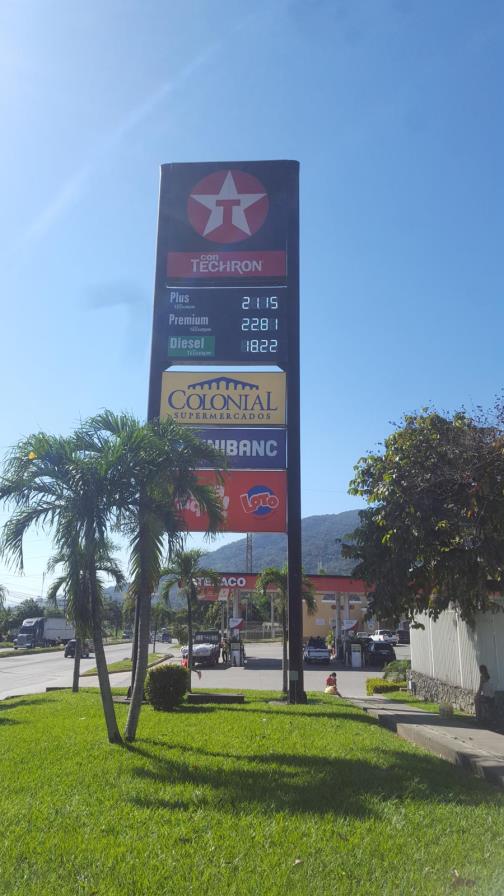 T
con
TECHRON
Plus 2115
Premium 2281
Diesel 1822
COLONIAL
SUPERMERCADOS
UNIBANC
LOTO
TEXACO